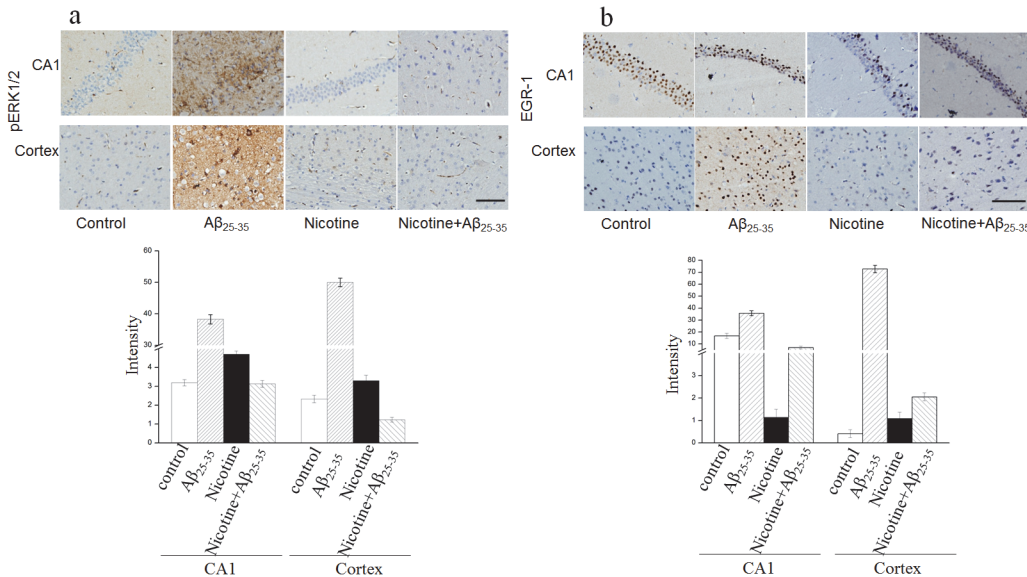 a
pERK1/2
CA1
Cortex
Control
Aβ25-35
Nicotine
Nicotine+Aβ25-35
Intensity
60
50
40
30
4
3
2
1
0
control
Aβ25-35
Nicotine
Nicotine+Aβ25-35
control
Aβ25-35
Nicotine
Nicotine+Aβ25-35
CA1
Cortex
b
EGR-1
CA1
Cortex
Control
Aβ25-35
Nicotine
Nicotine+Aβ25-35
Intensity
80
70
60
50
40
30
20
10
2
1
0
control
Aβ25-35
Nicotine
Nicotine+Aβ25-35
control
Aβ25-35
Nicotine
Nicotine+Aβ25-35
CA1
Cortex